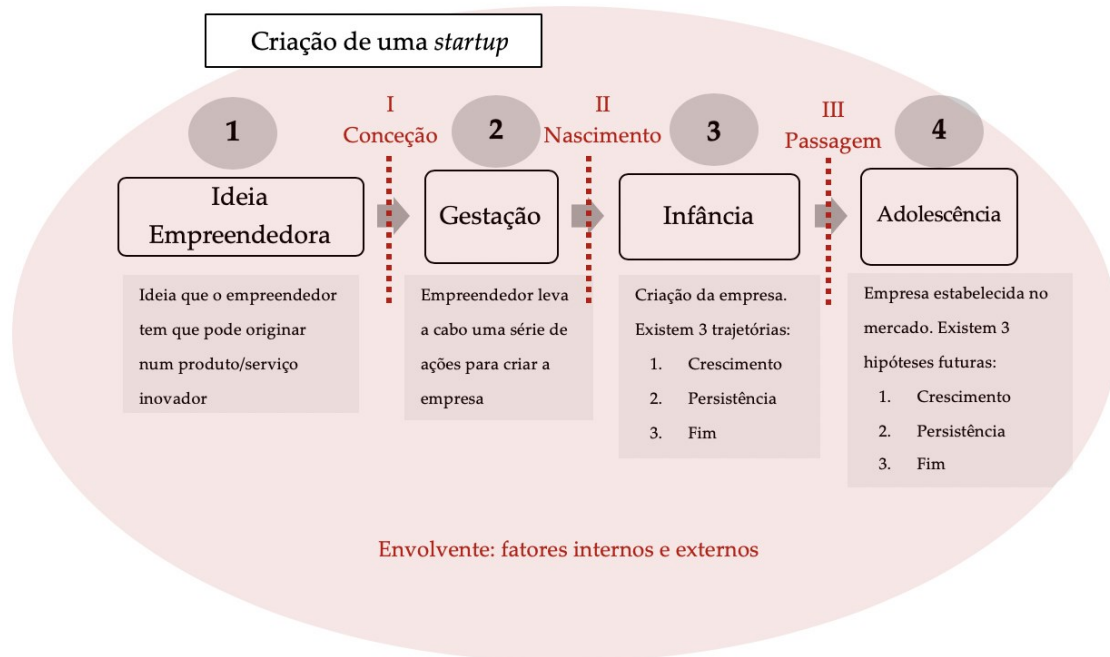 Criação de uma startup
1
I
Conceção
2
II
Nascimento
3
III
Passagem
4
Ideia
Empreendedora
Gestação
Infância
Adolescência
Ideia que o empreendedor
tem que pode originar
num produto/serviço
inovador
Empreendedor leva
a cabo uma série de
ações para criar a
empresa
Criação da empresa.
Existem 3 trajetórias:
1. Crescimento
2. Persistência
3. Fim
Empresa estabelecida no
mercado. Existem 3
hipóteses futuras:
1. Crescimento
2. Persistência
3. Fim
Envolvente: fatores internos e externos